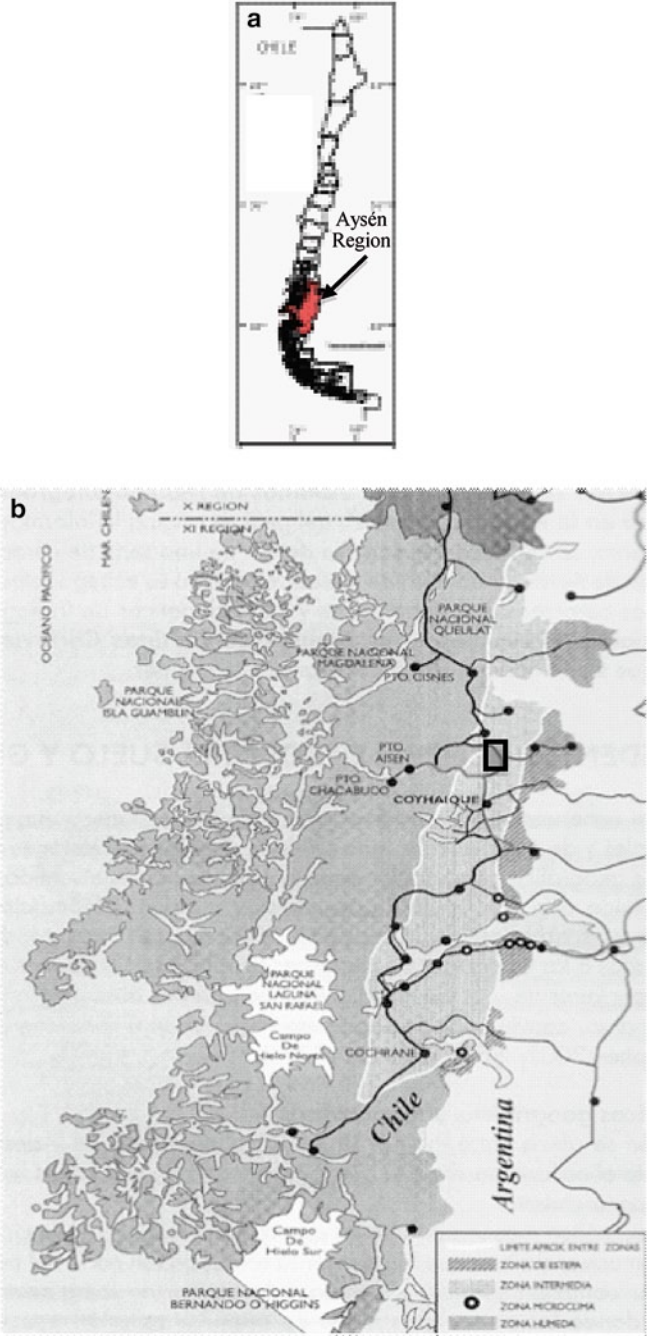 a
CHILE
Aysén
Region
b
X REGION
XI REGION
MAR CHILEN
OCEANO PACIFICO
PARQUE
NACIONAL
QUEULAT
PARQUE NACIONAL
MAGDALENA
PTO. CISNES
PARQUE
NACIONAL
ISLA GUAMBLIN
PTO.
AISEN
PTO.
CHACABUCO
COYHAIQUE
PARQUE
NACIONAL
LAGUNA
SAN RAFAEL
Campo
De
Hielo Norte
COCHRANE
Chile
Argentina
Campo
De
Hielo Sur
PARQUE NACIONAL
BERNARDO O'HIGGINS
LIMITE APROX. ENTRE ZONAS
ZONA DE ESTEPA
ZONA INTERMEDIA
ZONA MICROCLIMA
ZONA HUMEDA